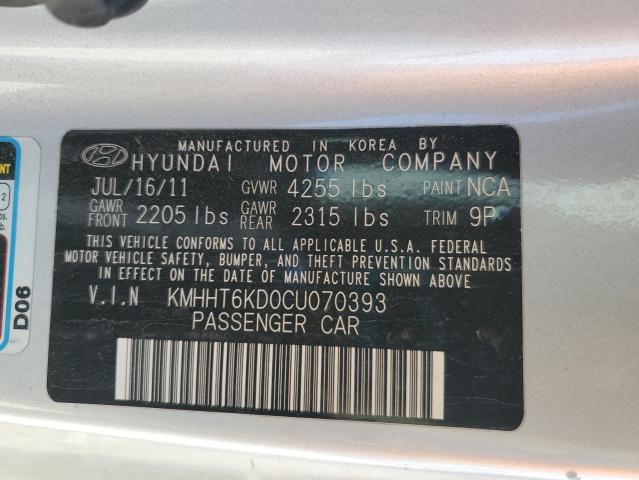 MANUFACTURED IN KOREA BY
HYUNDAI MOTOR COMPANY
JUL/16/11 GVWR 4255 lbs PAINT NCA
GAWR FRONT 2205 lbs GAWR REAR 2315 lbs TRIM 9P
THIS VEHICLE CONFORMS TO ALL APPLICABLE U.S.A. FEDERAL
MOTOR VEHICLE SAFETY, BUMPER, AND THEFT PREVENTION STANDARDS
IN EFFECT ON THE DATE OF MANUFACTURE SHOWN ABOVE
V.I.N KMHHT6KD0CU070393
PASSENGER CAR
2
D06